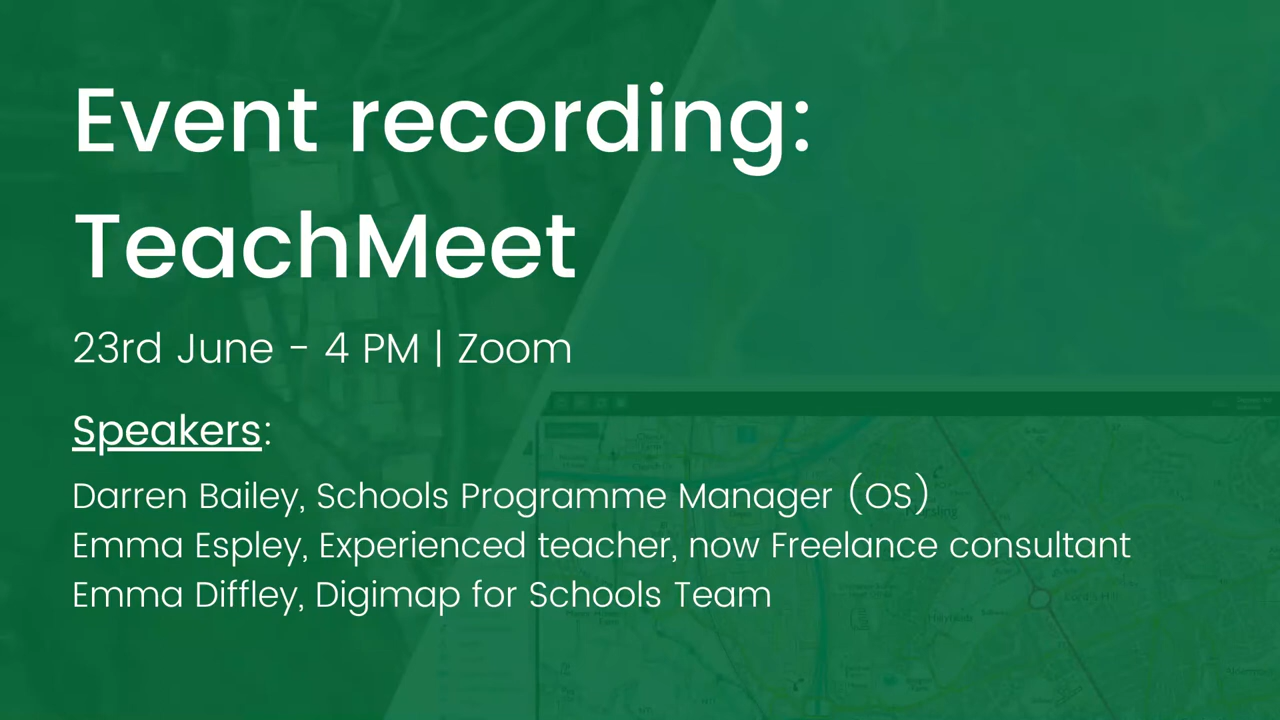 Event recording:
TeachMeet
23rd June - 4 PM | Zoom
Speakers:
Darren Bailey, Schools Programme Manager (OS)
Emma Espley, Experienced teacher, now Freelance consultant
Emma Diffley, Digimap for Schools Team